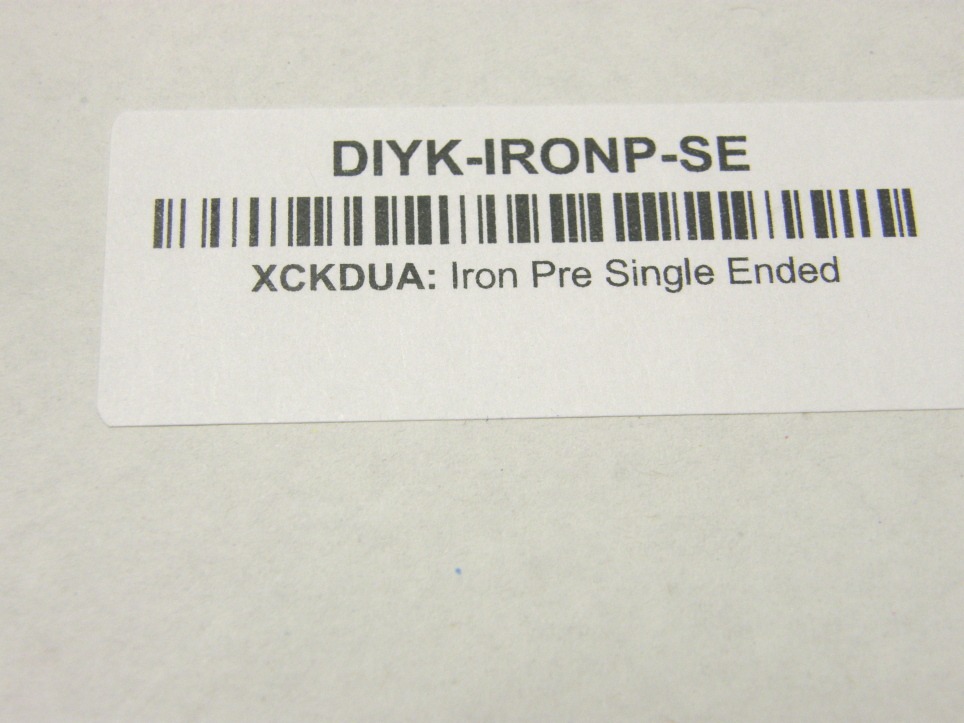 DIYK-IRONP-SE
XCKDUA: Iron Pre Single Ended